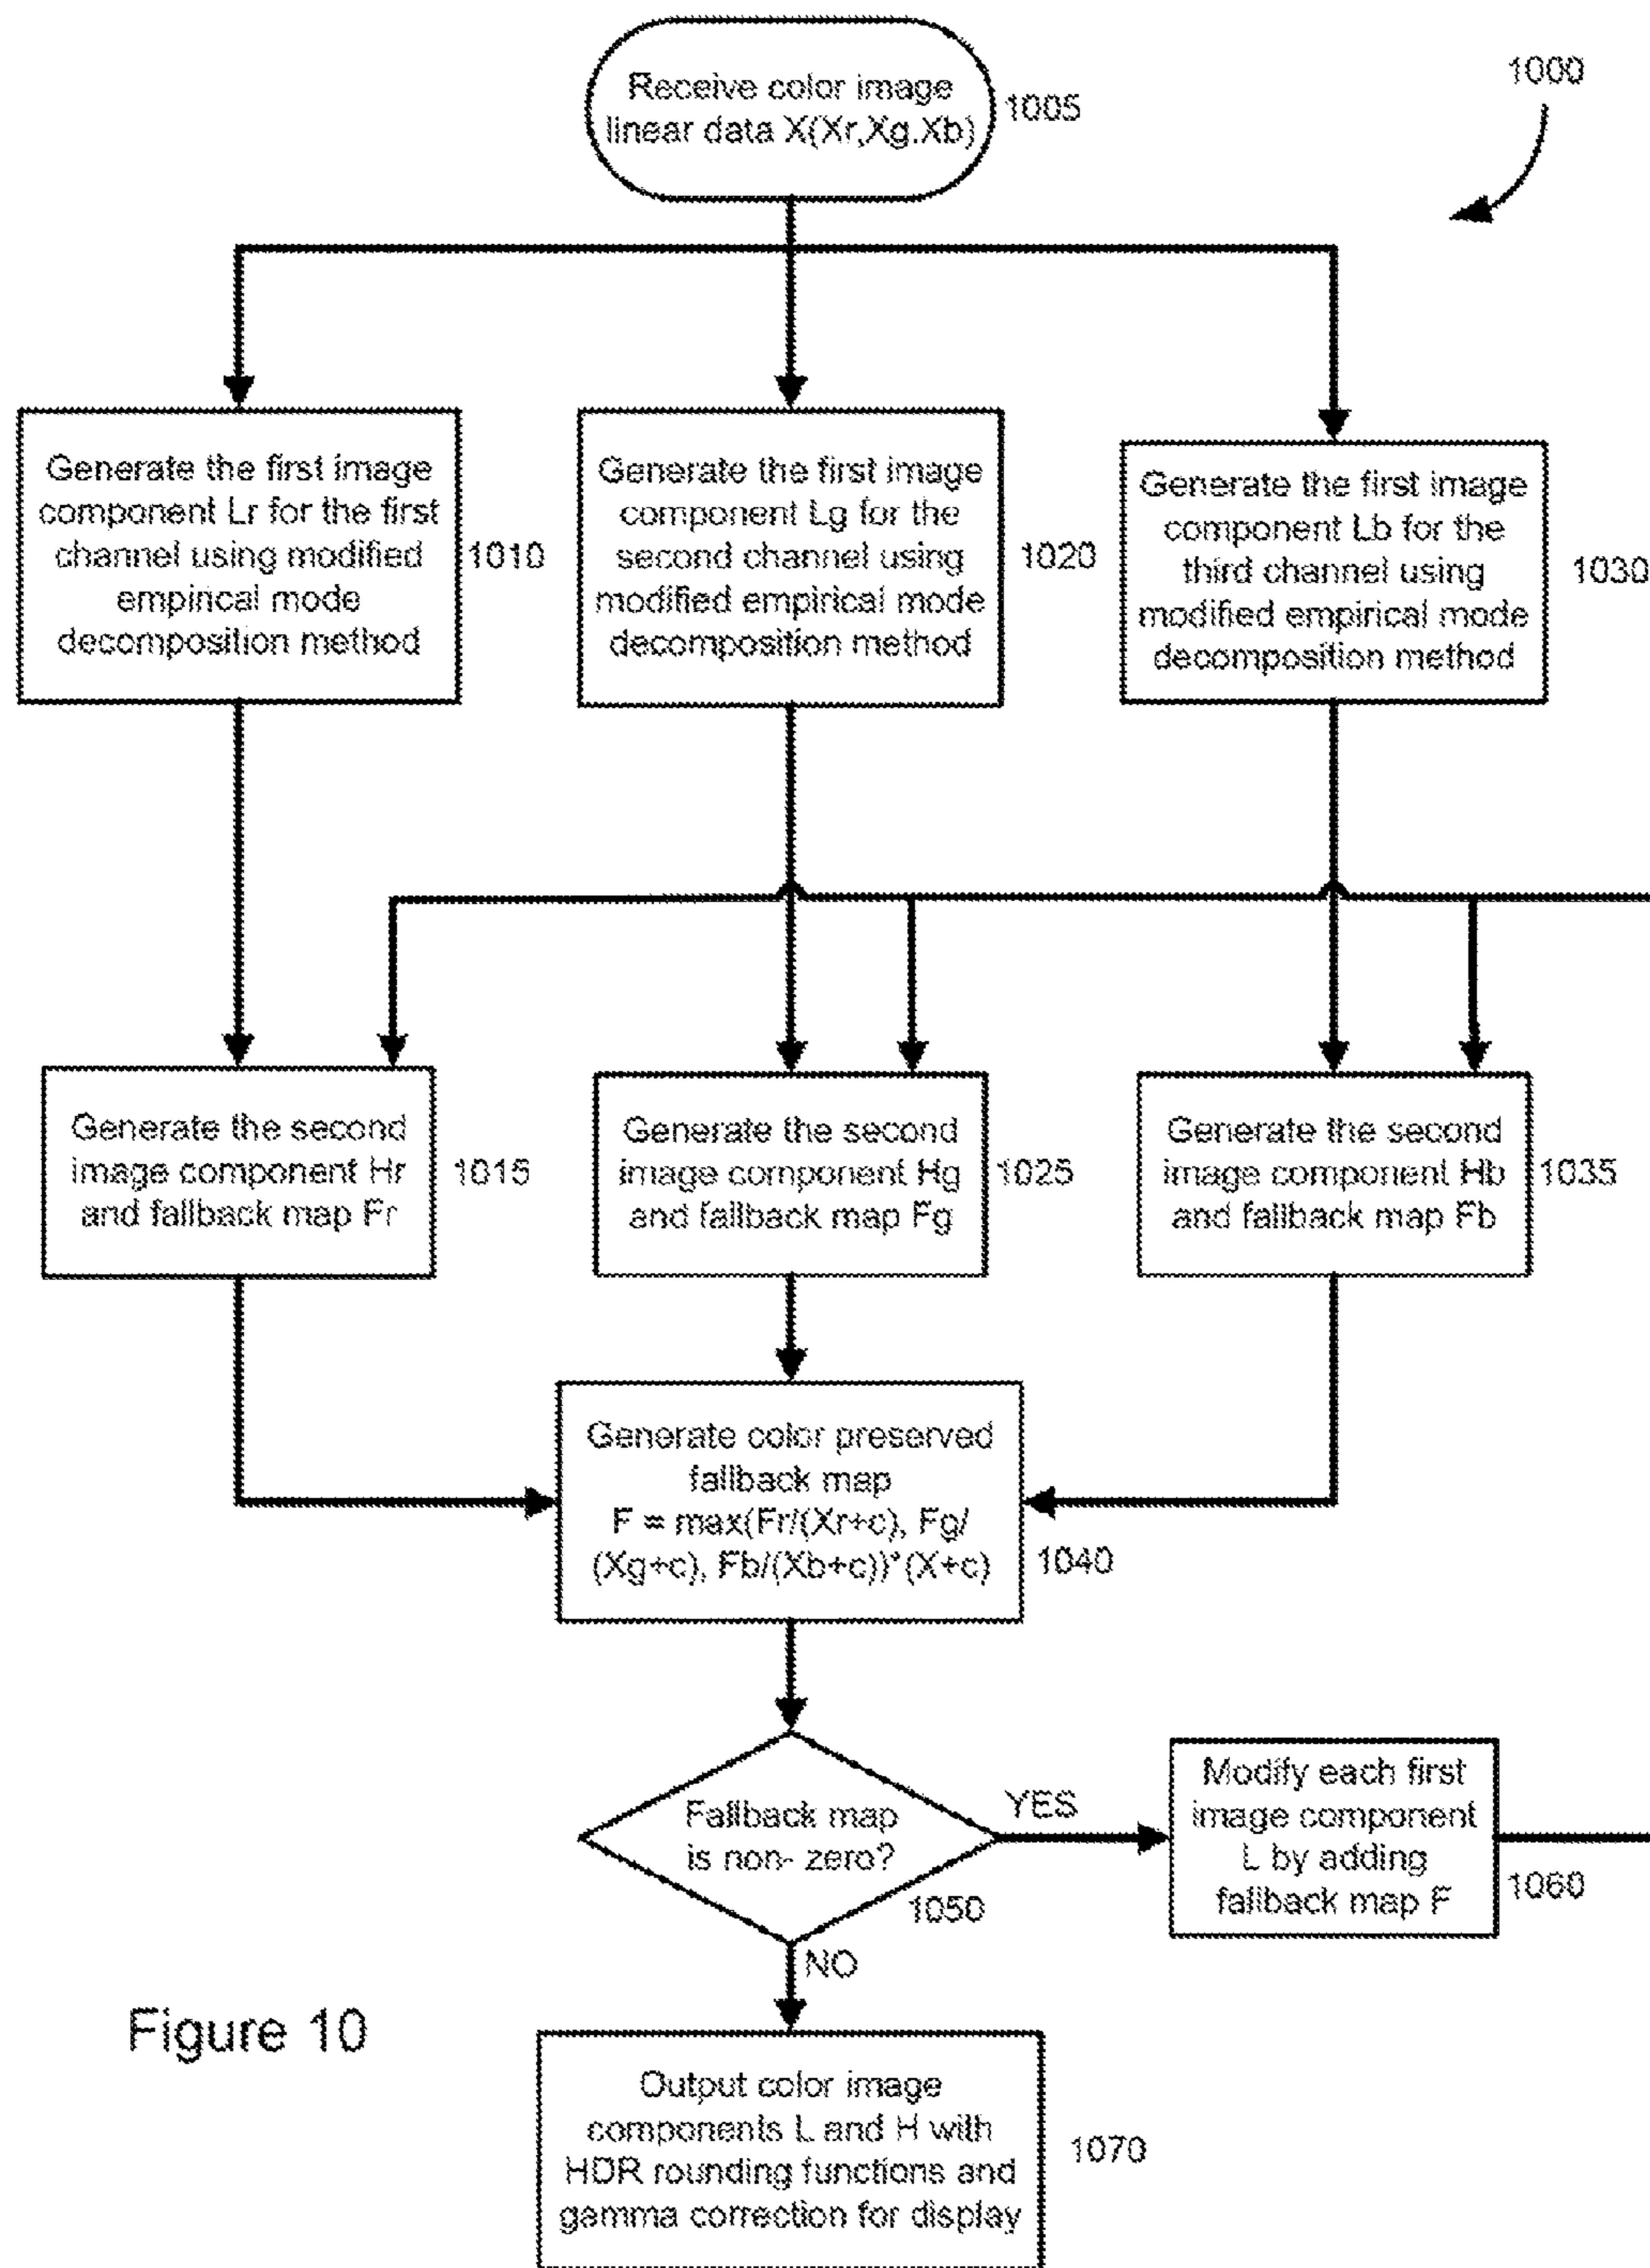 1000
Receive color image
linear data X(Xr,Xg.Xb)
1005
Generate the first image
component Lr for the first
channel using modified
empirical mode
decomposition method
1010
Generate the first image
component Lg for the
second channel using
modified empirical mode
decomposition method
1020
Generate the first image
component Lb for the
third channel using
modified empirical mode
decomposition method
1030
Generate the second
image component Hr
and fallback map Fr
1015
Generate the second
image component Hg
and fallback map Fg
1025
Generate the second
image component Hb
and fallback map Fb
1035
Generate color preserved
fallback map
F = max(Fr/(Xr+c), Fg/
(Xg+c), Fb/(Xb+c))*(X+c)
1040
Fallback map
is non- zero?
1050
YES
Modify each first
image component
L by adding
fallback map F
1060
NO
Output color image
components L and H with
HDR rounding functions and
gamma correction for display
1070
Figure 10